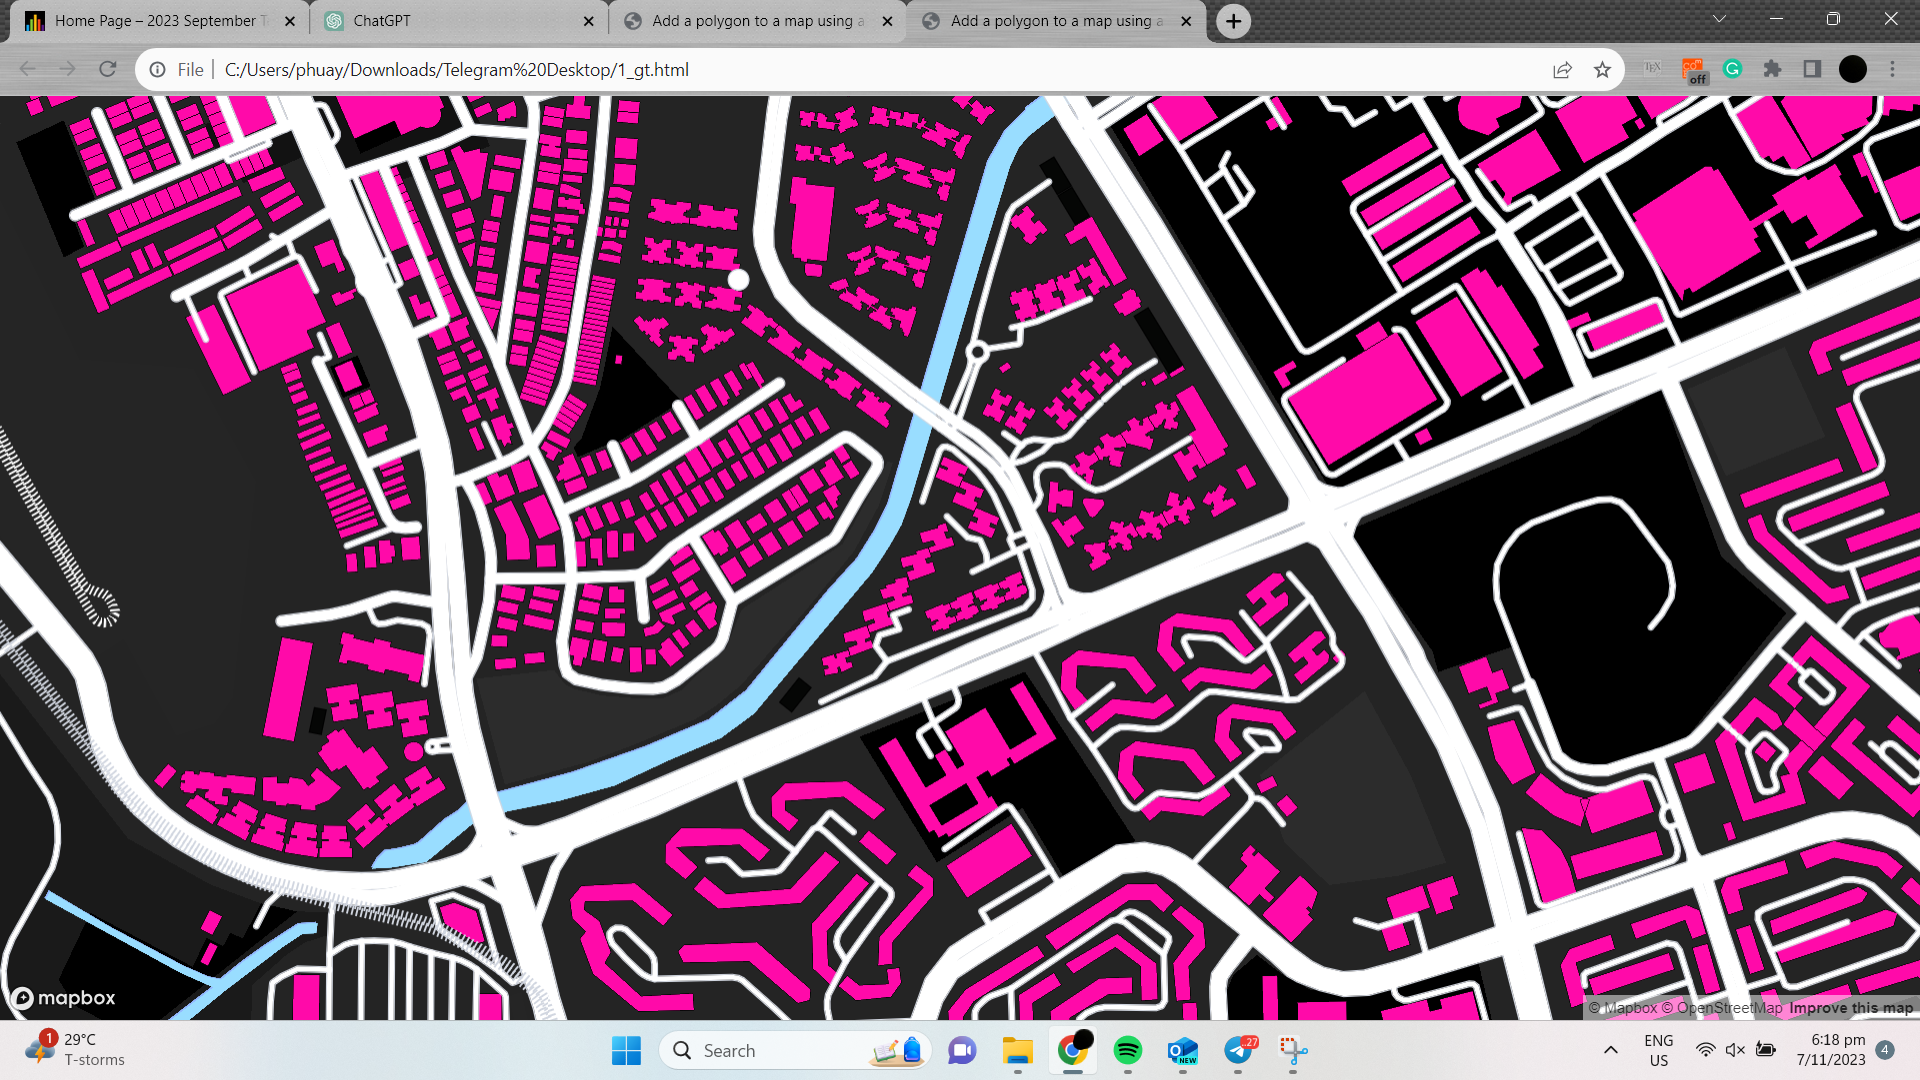 Home Page – 2023 September T
ChatGPT
Add a polygon to a map using a
Add a polygon to a map using a
File
C:/Users/phuay/Downloads/Telegram%20Desktop/1_gt.html
TEX
off
mapbox
© Mapbox © OpenStreetMap Improve this map
1
29°C
T-storms
Search
NEW
27
ENG
US
6:18 pm
7/11/2023
4